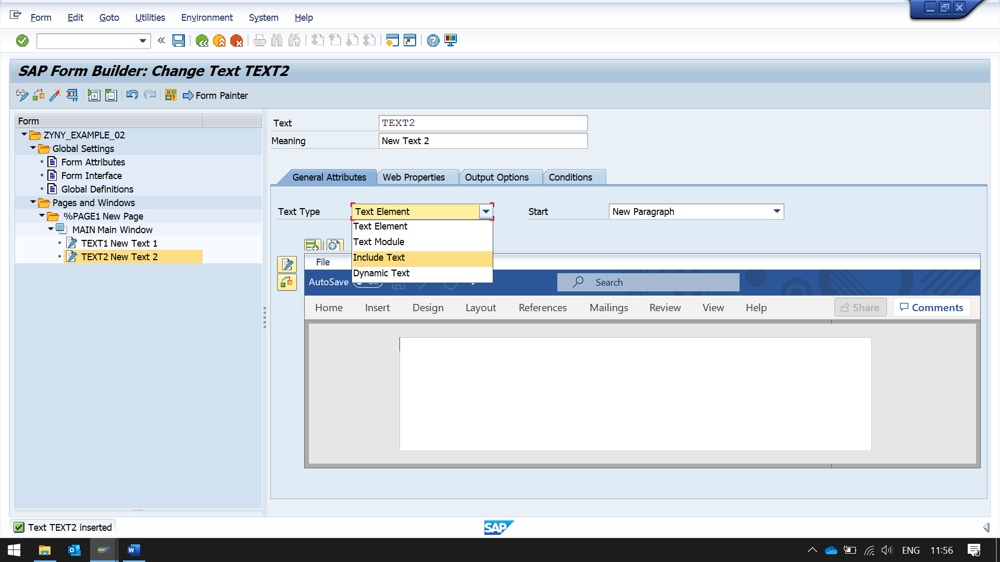 Form Edit Goto Utilities Environment System Help
SAP Form Builder: Change Text TEXT2
Form Painter
Form
ZYNY_EXAMPLE_02
Global Settings
Form Attributes
Form Interface
Global Definitions
Pages and Windows
%PAGE1 New Page
MAIN Main Window
TEXT1 New Text 1
TEXT2 New Text 2
Text TEXT2
Meaning New Text 2
General Attributes Web Properties Output Options Conditions
Text Type Text Element Start New Paragraph
Text Element
Text Module
Include Text
Dynamic Text
File
AutoSave Search
Home Insert Design Layout References Mailings Review View Help Share Comments
Text TEXT2 inserted
SAP
ENG 11:56